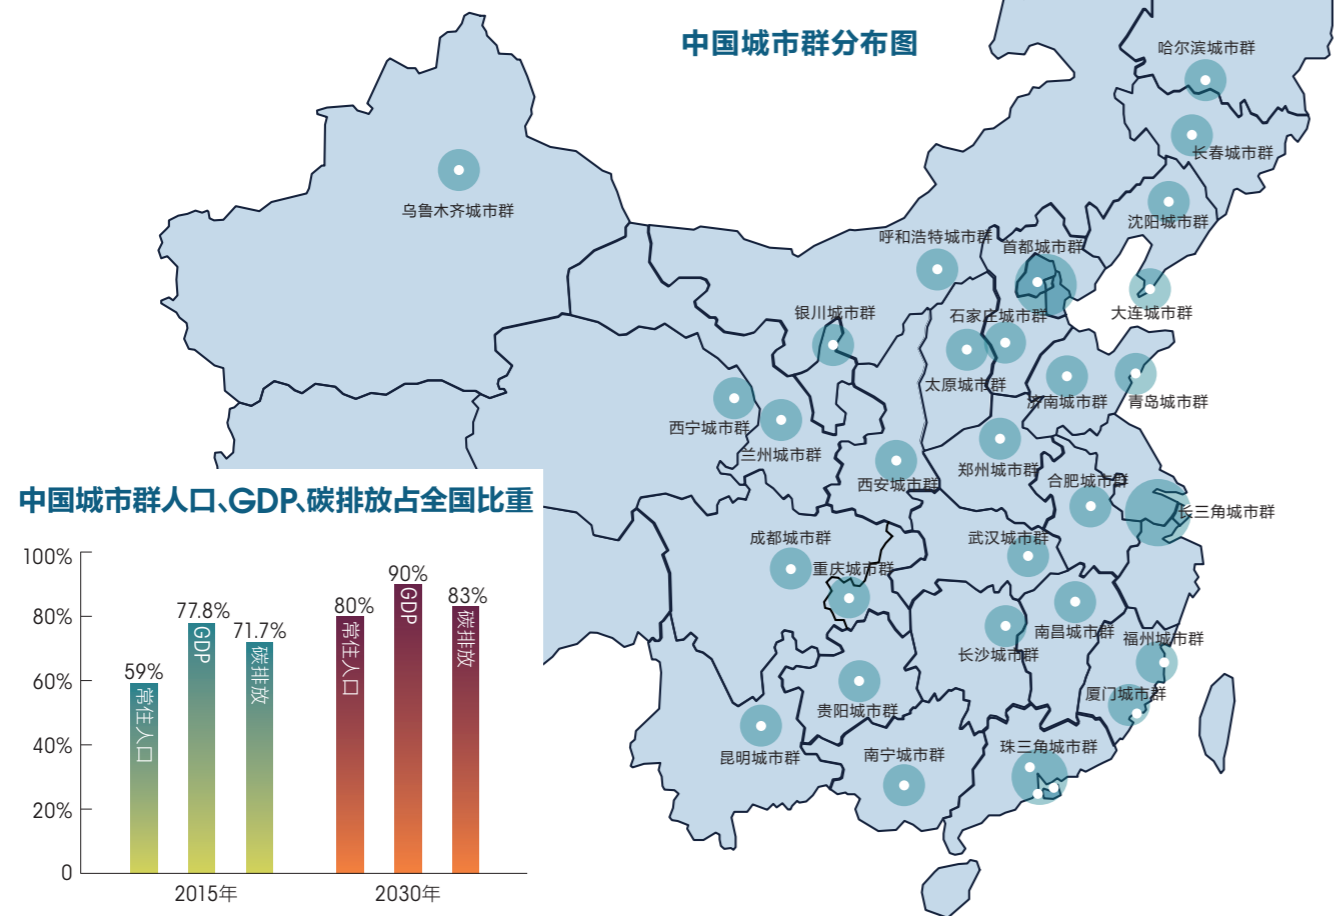 中国城市群分布图
哈尔滨城市群
长春城市群
乌鲁木齐城市群
沈阳城市群
呼和浩特城市群
首都城市群
银川城市群
石家庄城市群
大连城市群
太原城市群
济南城市群
青岛城市群
西宁城市群
兰州城市群
郑州城市群
西安城市群
合肥城市群
长三角城市群
成都城市群
武汉城市群
重庆城市群
南昌城市群
福州城市群
长沙城市群
厦门城市群
贵阳城市群
珠三角城市群
昆明城市群
南宁城市群
中国城市群人口、GDP、碳排放占全国比重
100%
80%
60%
40%
20%
0
59%
常住人口
77.8%
GDP
71.7%
碳排放
80%
常住人口
90%
GDP
83%
碳排放
2015年
2030年